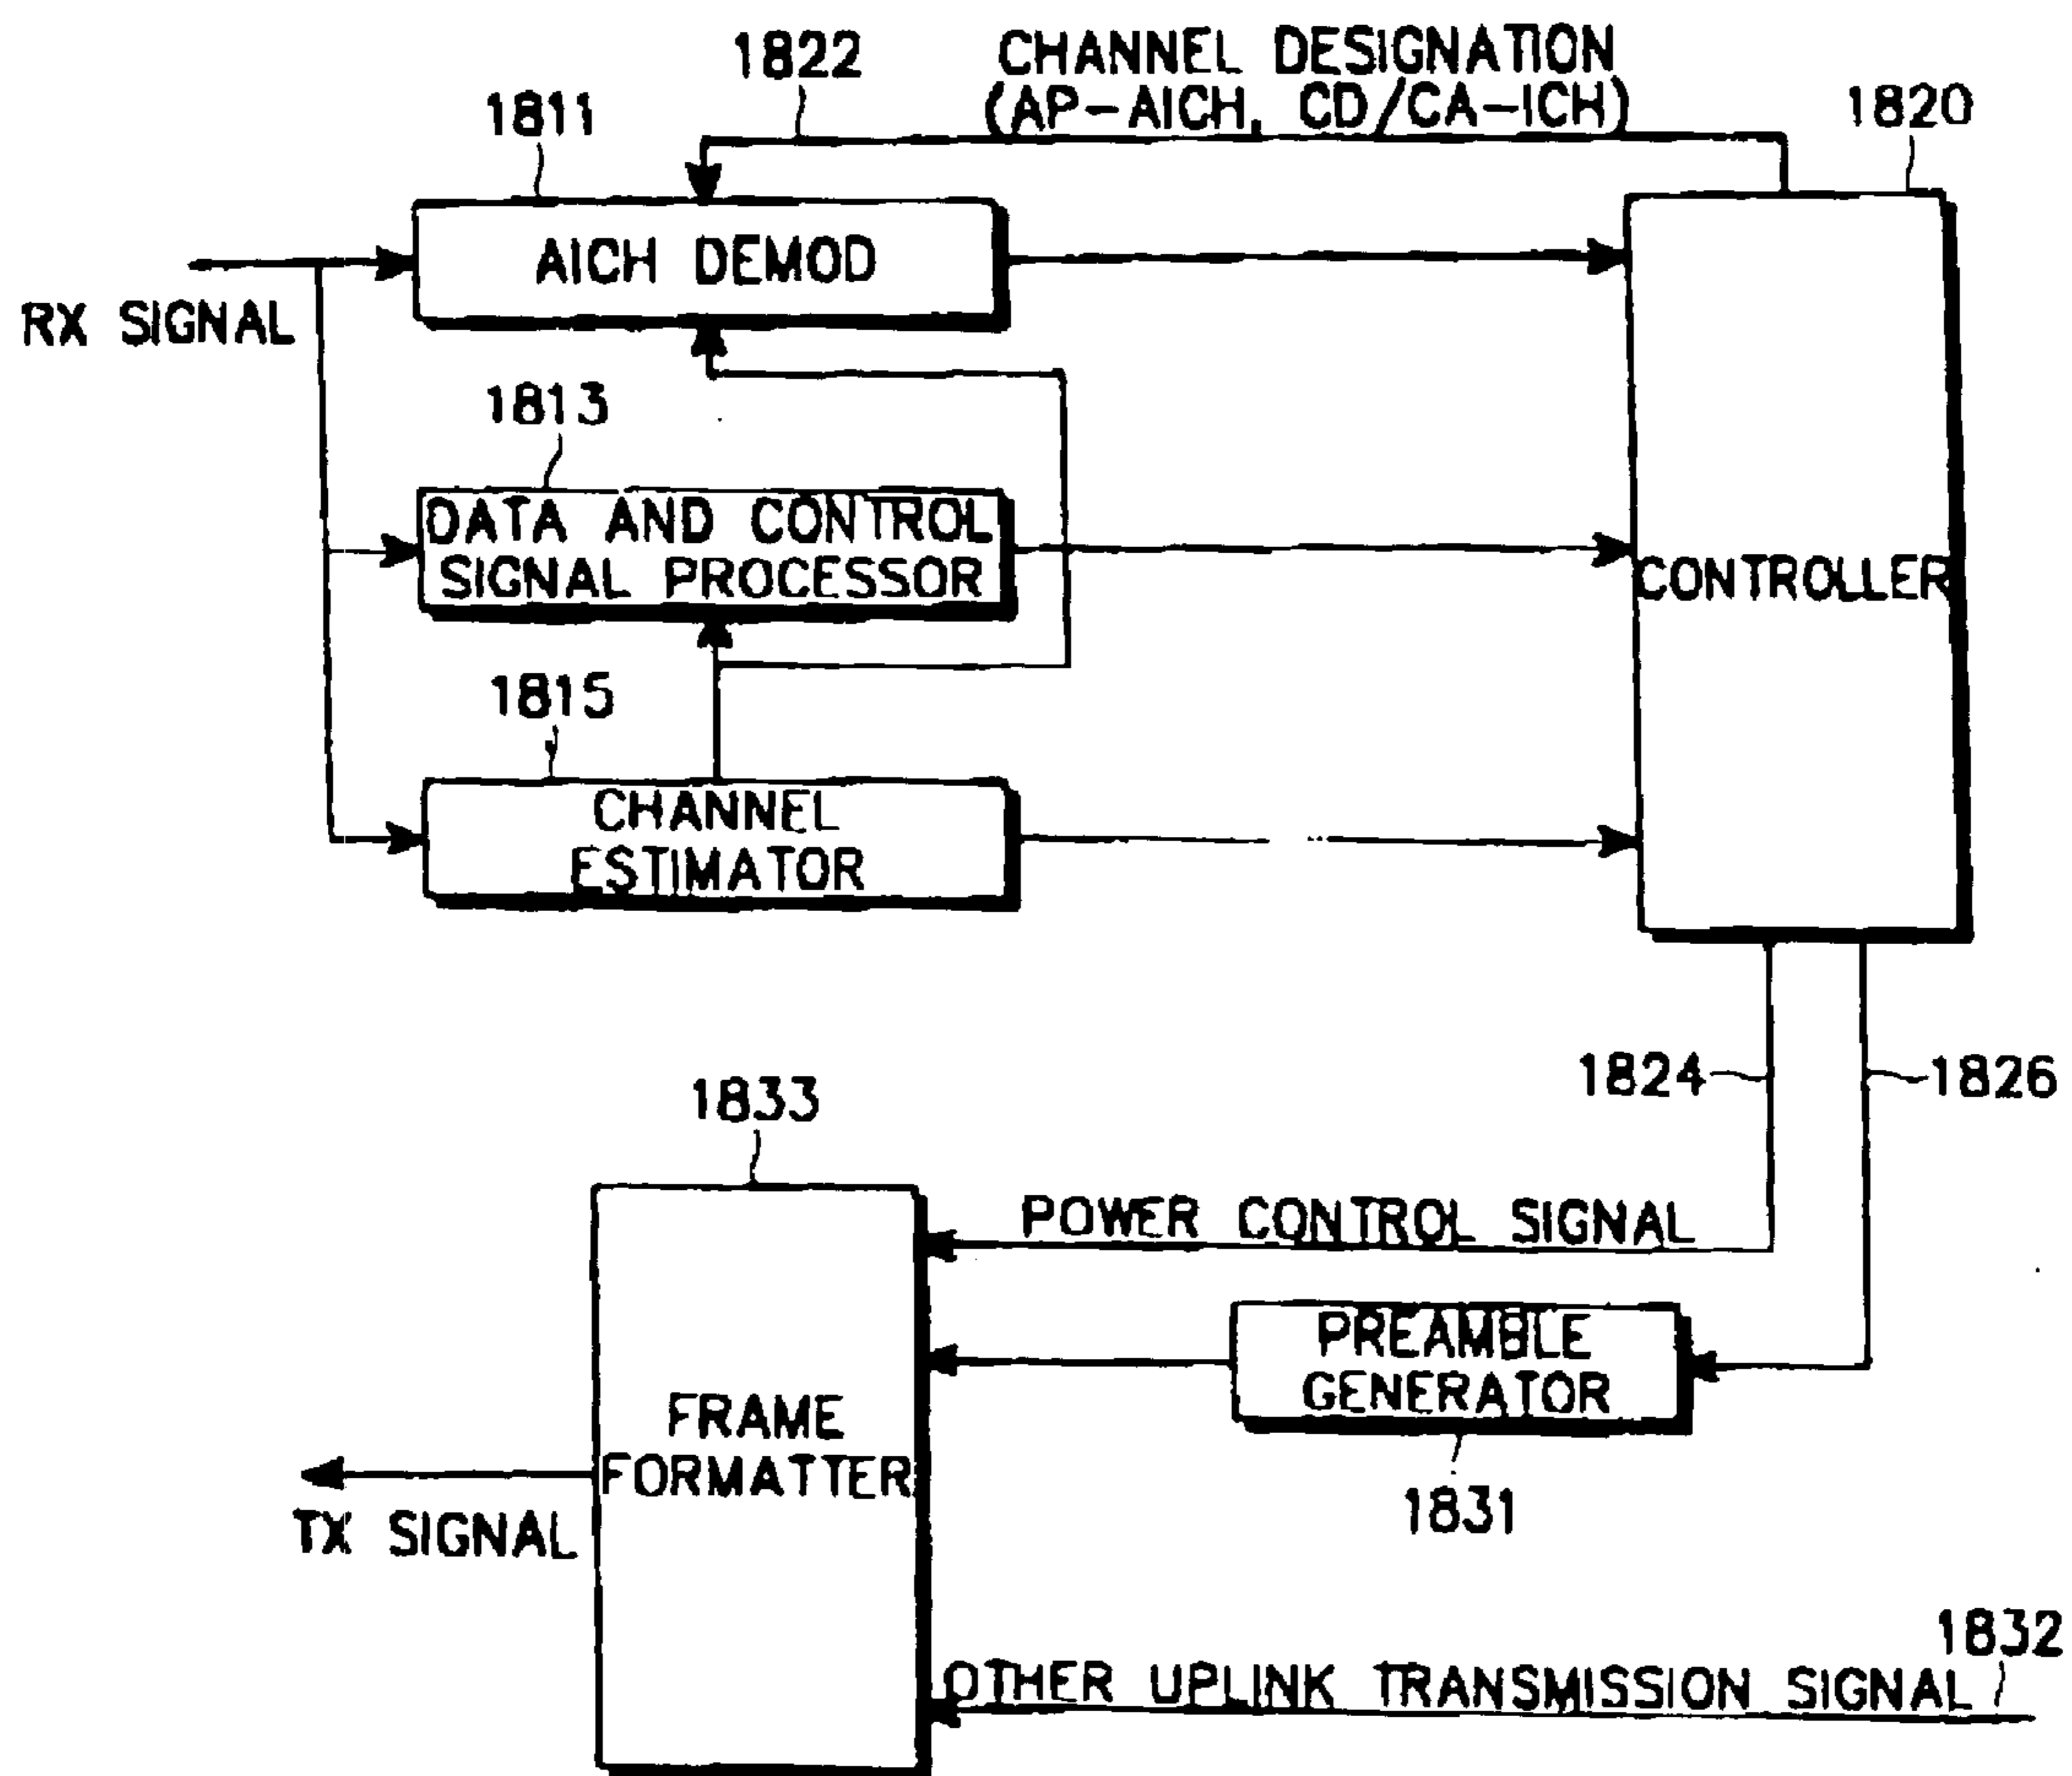 1822
CHANNEL DESIGNATION
(AP-AICH, CD/CA-ICH)
1811
1820
AICH DEMOD
RX SIGNAL
1813
DATA AND CONTROL
SIGNAL PROCESSOR
CONTROLLER
1815
CHANNEL
ESTIMATOR
1824
1826
1833
POWER CONTROL SIGNAL
PREAMBLE
GENERATOR
FRAME
FORMATTER
TX SIGNAL
1831
1832
OTHER UPLINK TRANSMISSION SIGNAL